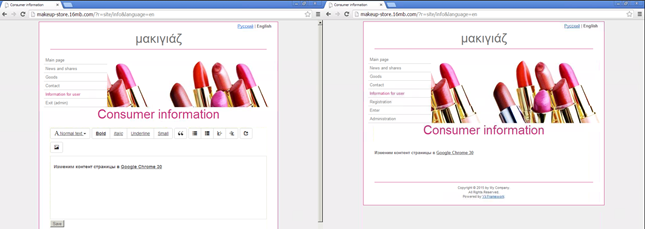 Consumer information
makeup-store.16mb.com/?r=site/info&language=en
Русский | English
μακιγιάζ
Main page
News and shares
Goods
Contact
Information for user
Exit (admin)
Consumer information
Normal text
Bold
Italic
Underline
Small
Изменяем контент страницы в Google Chrome 30
Save
Consumer information
makeup-store.16mb.com/?r=site/info&language=en
Русский | English
μακιγιάζ
Main page
News and shares
Goods
Contact
Information for user
Registration
Enter
Administration
Consumer information
Изменяем контент страницы в Google Chrome 30
Copyright © 2015 by My Company.
All Rights Reserved.
Powered by Yii Framework.